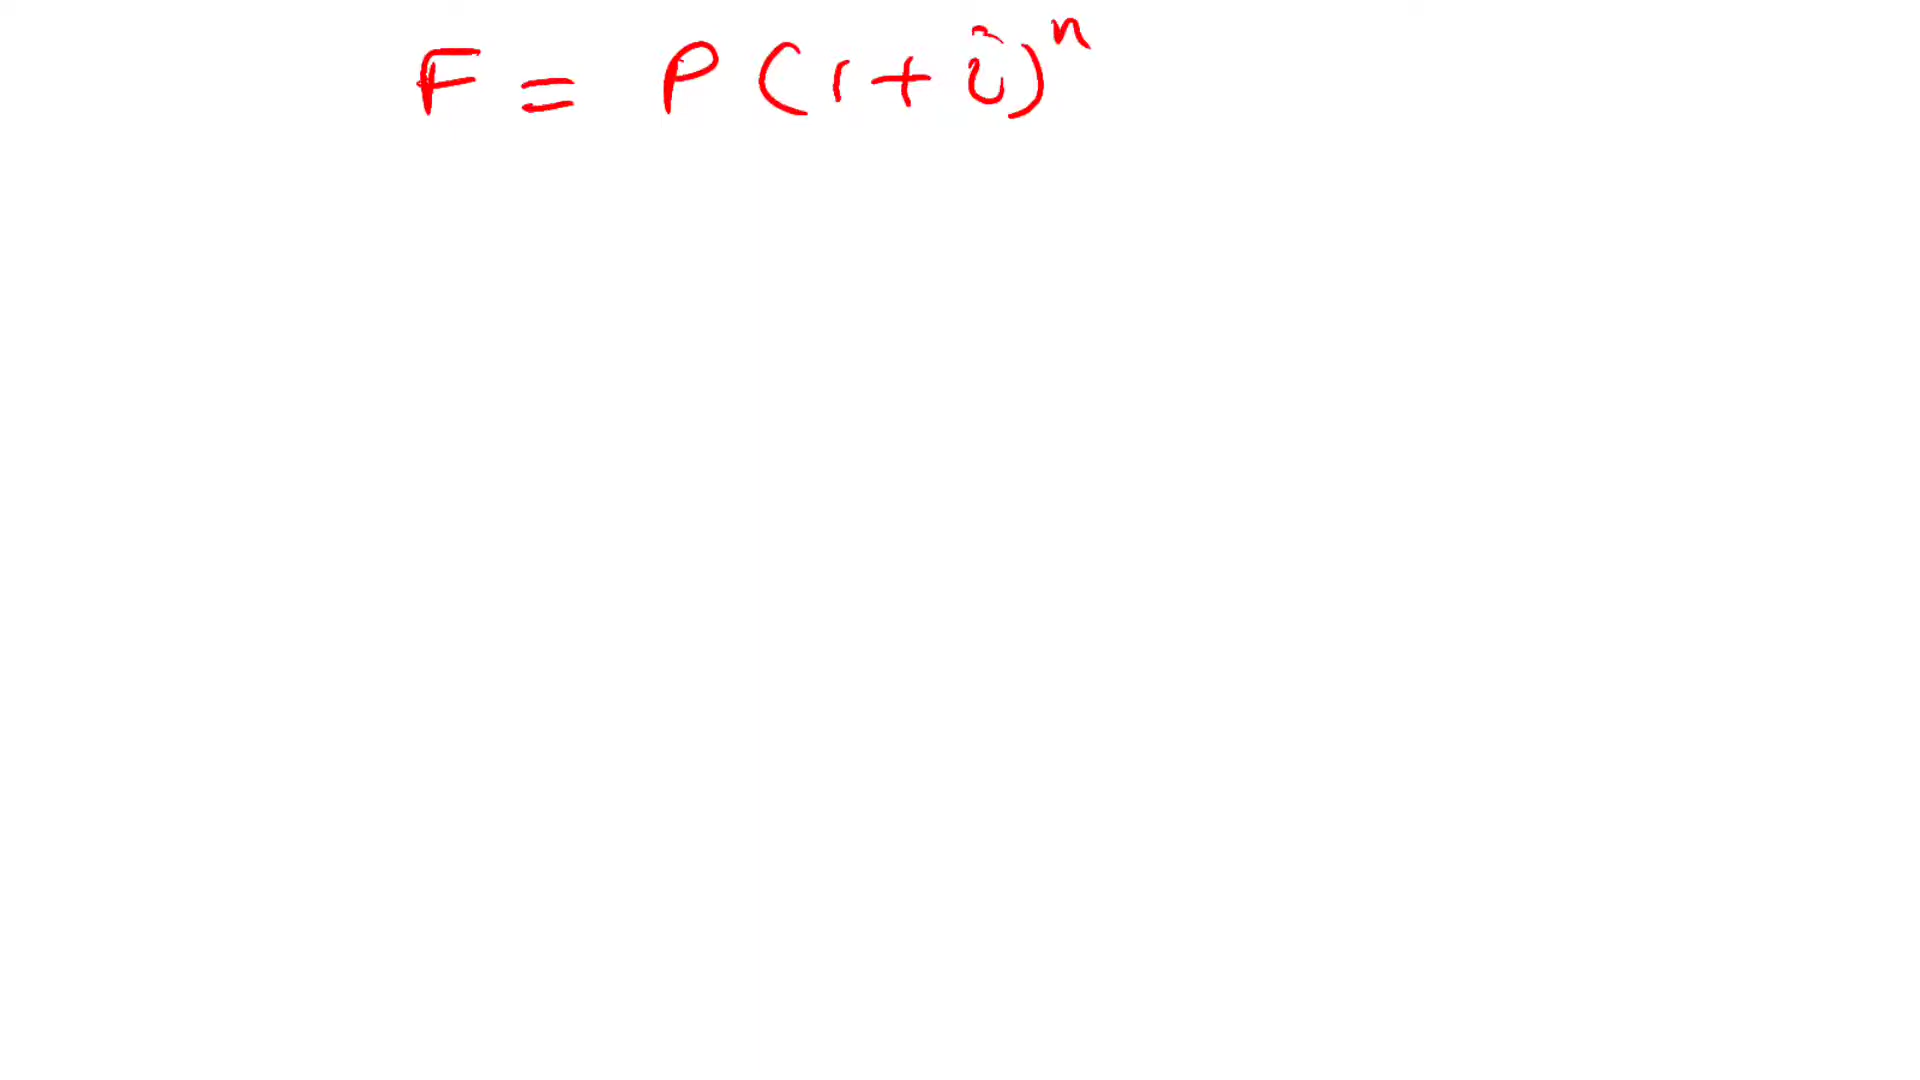 F = P(1+i)^n